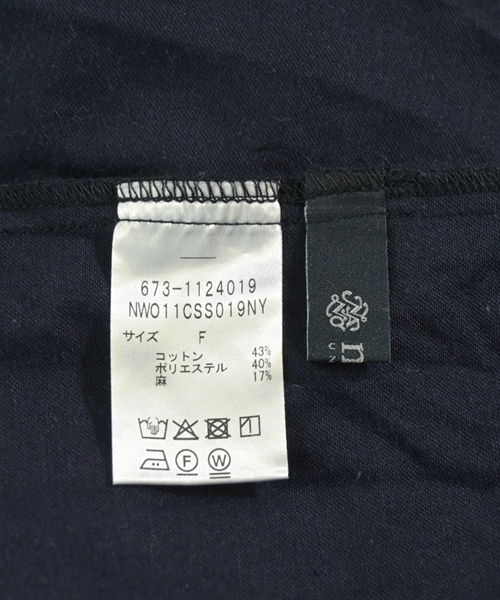 673-1124019
NW011CSS019NY
サイズ F
コットン 43%
ポリエステル 40%
麻 17%
F W
n